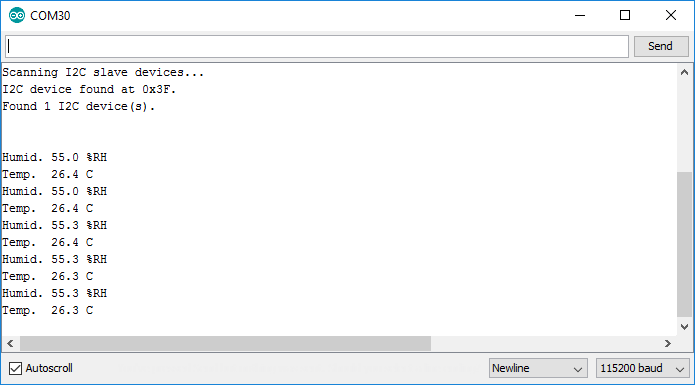 COM30
Send
Scanning I2C slave devices...
I2C device found at 0x3F.
Found 1 I2C device(s).
Humid. 55.0 %RH
Temp.  26.4 C
Humid. 55.0 %RH
Temp.  26.4 C
Humid. 55.3 %RH
Temp.  26.4 C
Humid. 55.3 %RH
Temp.  26.3 C
Humid. 55.3 %RH
Temp.  26.3 C
Autoscroll Newline 115200 baud